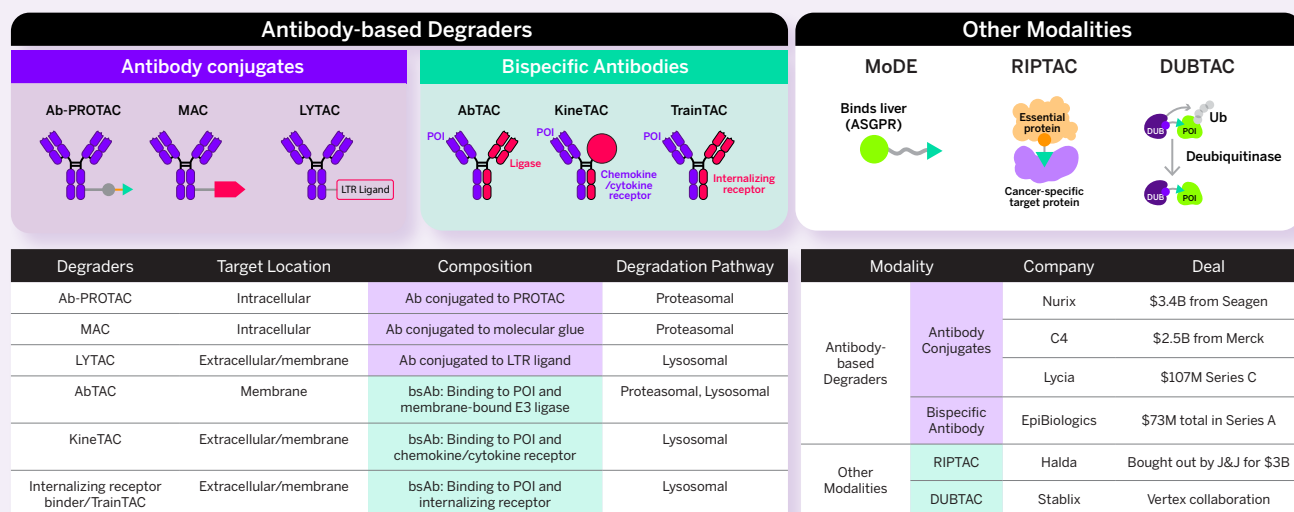 Antibody-based Degraders
Antibody conjugates
Ab-PROTAC
MAC
LYTAC
LTR Ligand
Bispecific Antibodies
AbTAC
POI
Ligase
KineTAC
POI
Chemokine
/cytokine
receptor
TrainTAC
POI
Internalizing
receptor
Other Modalities
MoDE
Binds liver
(ASGPR)
RIPTAC
Essential
protein
Cancer-specific
target protein
DUBTAC
Ub
DUB
POI
Deubiquitinase
DUB
POI
Degraders Target Location Composition Degradation Pathway
Ab-PROTAC Intracellular Ab conjugated to PROTAC Proteasomal
MAC Intracellular Ab conjugated to molecular glue Proteasomal
LYTAC Extracellular/membrane Ab conjugated to LTR ligand Lysosomal
AbTAC Membrane bsAb: Binding to POI and Proteasomal, Lysosomal
membrane-bound E3 ligase
KineTAC Extracellular/membrane bsAb: Binding to POI and Lysosomal
chemokine/cytokine receptor
Internalizing receptor Extracellular/membrane bsAb: Binding to POI and Lysosomal
binder/TrainTAC internalizing receptor
Modality Company Deal
Antibody-
based
Degraders
Antibody
Conjugates
Nurix $3.4B from Seagen
C4 $2.5B from Merck
Lycia $107M Series C
Bispecific
Antibody
EpiBiologics $73M total in Series A
Other
Modalities
RIPTAC Halda Bought out by J&J for $3B
DUBTAC Stablix Vertex collaboration